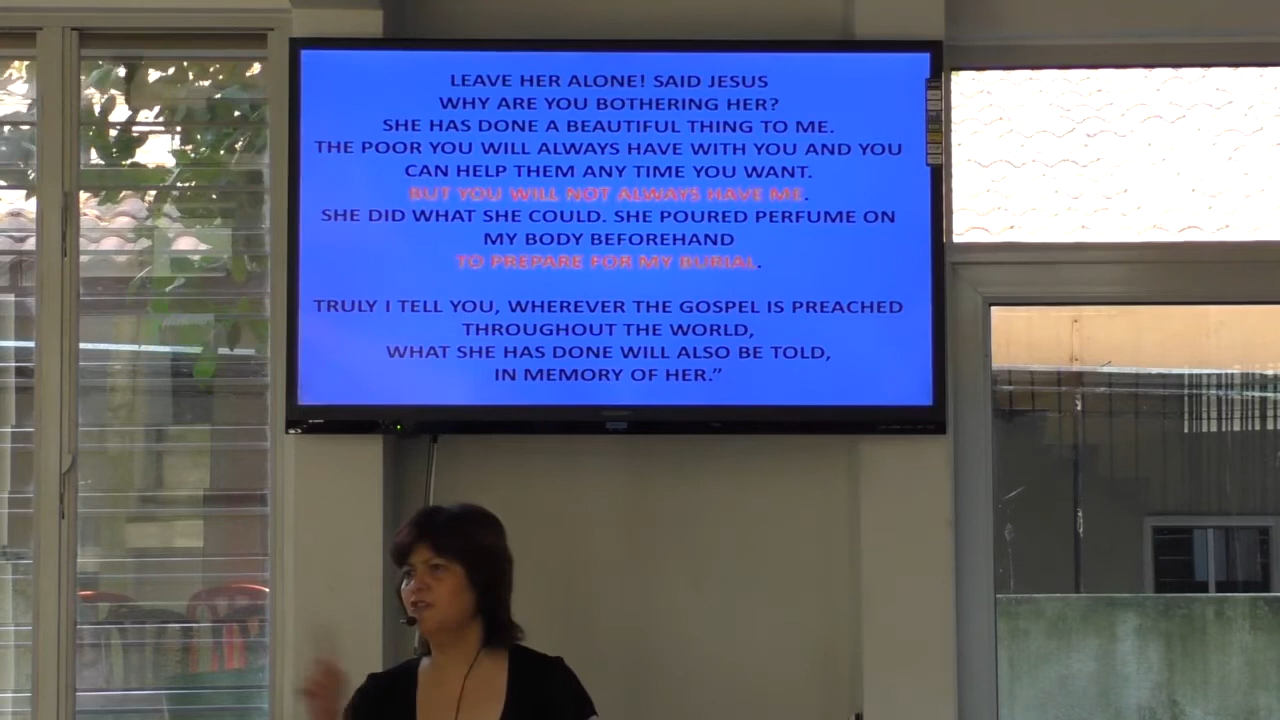 LEAVE HER ALONE! SAID JESUS
WHY ARE YOU BOTHERING HER?
SHE HAS DONE A BEAUTIFUL THING TO ME.
THE POOR YOU WILL ALWAYS HAVE WITH YOU AND YOU
CAN HELP THEM ANY TIME YOU WANT.
BUT YOU WILL NOT ALWAYS HAVE ME.
SHE DID WHAT SHE COULD. SHE POURED PERFUME ON
MY BODY BEFOREHAND
TO PREPARE FOR MY BURIAL.
TRULY I TELL YOU, WHEREVER THE GOSPEL IS PREACHED
THROUGHOUT THE WORLD,
WHAT SHE HAS DONE WILL ALSO BE TOLD,
IN MEMORY OF HER.”